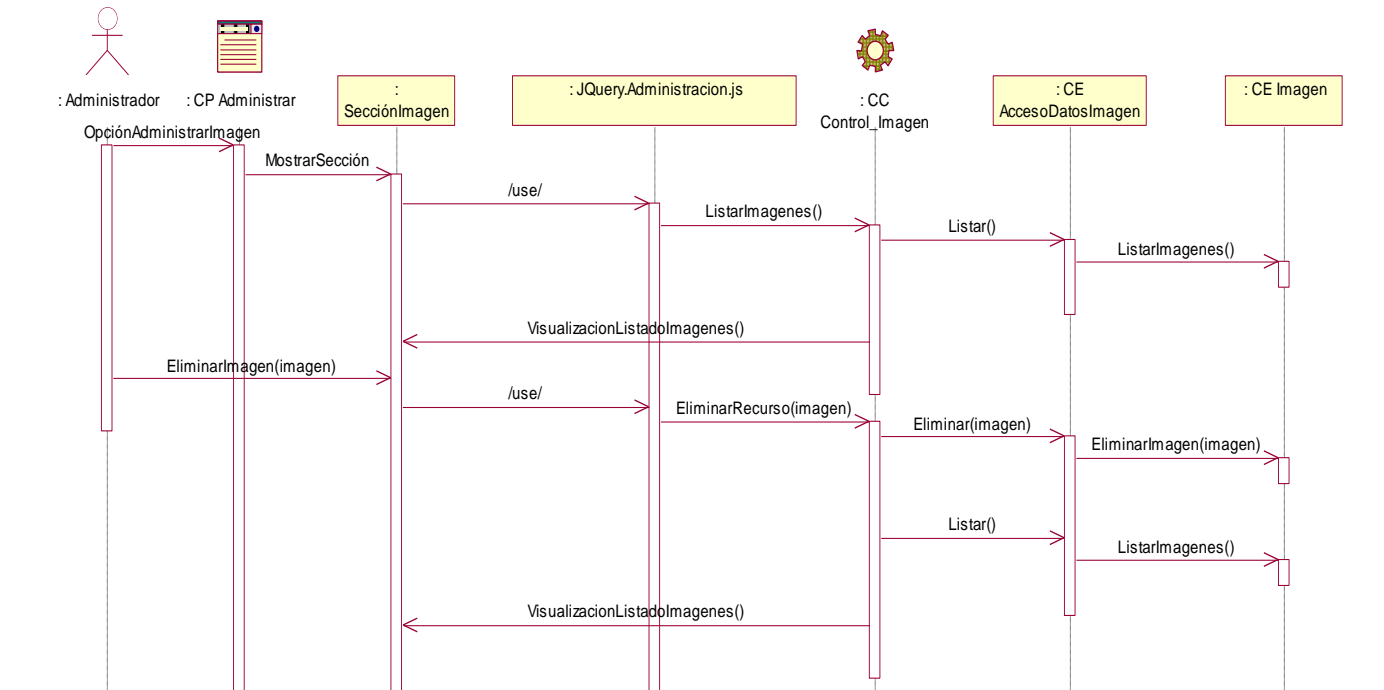 : Administrador
: CP Administrar
:
SecciónImagen
: JQuery.Administracion.js
: CC
Control_Imagen
: CE
AccesoDatosImagen
: CE Imagen
OpciónAdministrarImagen
MostrarSección
/use/
ListarImagenes()
Listar()
ListarImagenes()
VisualizacionListadoImagenes()
EliminarImagen(imagen)
/use/
EliminarRecurso(imagen)
Eliminar(imagen)
EliminarImagen(imagen)
Listar()
ListarImagenes()
VisualizacionListadoImagenes()